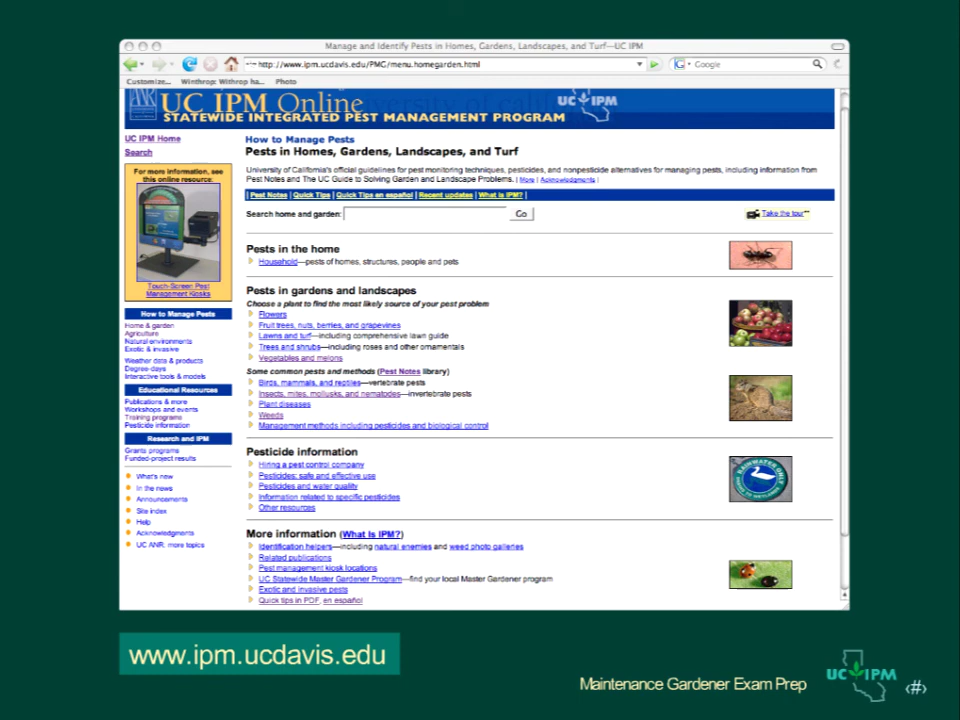 Manage and Identify Pests in Homes, Gardens, Landscapes, and Turf—UC IPM
http://www.ipm.ucdavis.edu/PMC/menu.homegarden.html
Google
Customize... Winthrop: Withrop ha... Photo
ANR UC IPM Online
UC IPM
STATEWIDE INTEGRATED PEST MANAGEMENT PROGRAM
UC IPM Home
Search
For more information, see
this online resource:
Touch-Screen Pest
Management Kiosks
How to Manage Pests
Home & garden
Agriculture
Natural environments
Exotic & invasive
Weather data & products
Degree-days
Interactive tools & models
Educational Resources
Publications & more
Workshops and events
Training programs
Pesticide information
Research and IPM
Grants programs
Funded-project results
What's new
In the news
Announcements
Site index
Help
Acknowledgments
UC ANR: more topics
How to Manage Pests
Pests in Homes, Gardens, Landscapes, and Turf
University of California's official guidelines for pest monitoring techniques, pesticides, and nonpesticide alternatives for managing pests, including information from
Pest Notes and The UC Guide to Solving Garden and Landscape Problems. | More | Acknowledgments |
| Pest Notes | Quick Tips | Quick Tips en español | Recent updates | What is IPM? |
Search home and garden: Go
Take the tour
Pests in the home
Household—pests of homes, structures, people and pets
Pests in gardens and landscapes
Choose a plant to find the most likely source of your pest problem
Flowers
Fruit trees, nuts, berries, and grapevines
Lawns and turf—including comprehensive lawn guide
Trees and shrubs—including roses and other ornamentals
Vegetables and melons
Some common pests and methods (Pest Notes library)
Birds, mammals, and reptiles—vertebrate pests
Insects, mites, mollusks, and nematodes—invertebrate pests
Plant diseases
Weeds
Management methods including pesticides and biological control
Pesticide information
Hiring a pest control company
Pesticides: safe and effective use
Pesticides and water quality
Information related to specific pesticides
Other resources
RAINWATER ONLY
More information (What is IPM?)
Identification helpers—including natural enemies and weed photo galleries
Related publications
Pest management kiosk locations
UC Statewide Master Gardener Program—find your local Master Gardener program
Exotic and invasive pests
Quick tips in PDF, en español
www.ipm.ucdavis.edu
Maintenance Gardener Exam Prep
UC IPM
‹#›